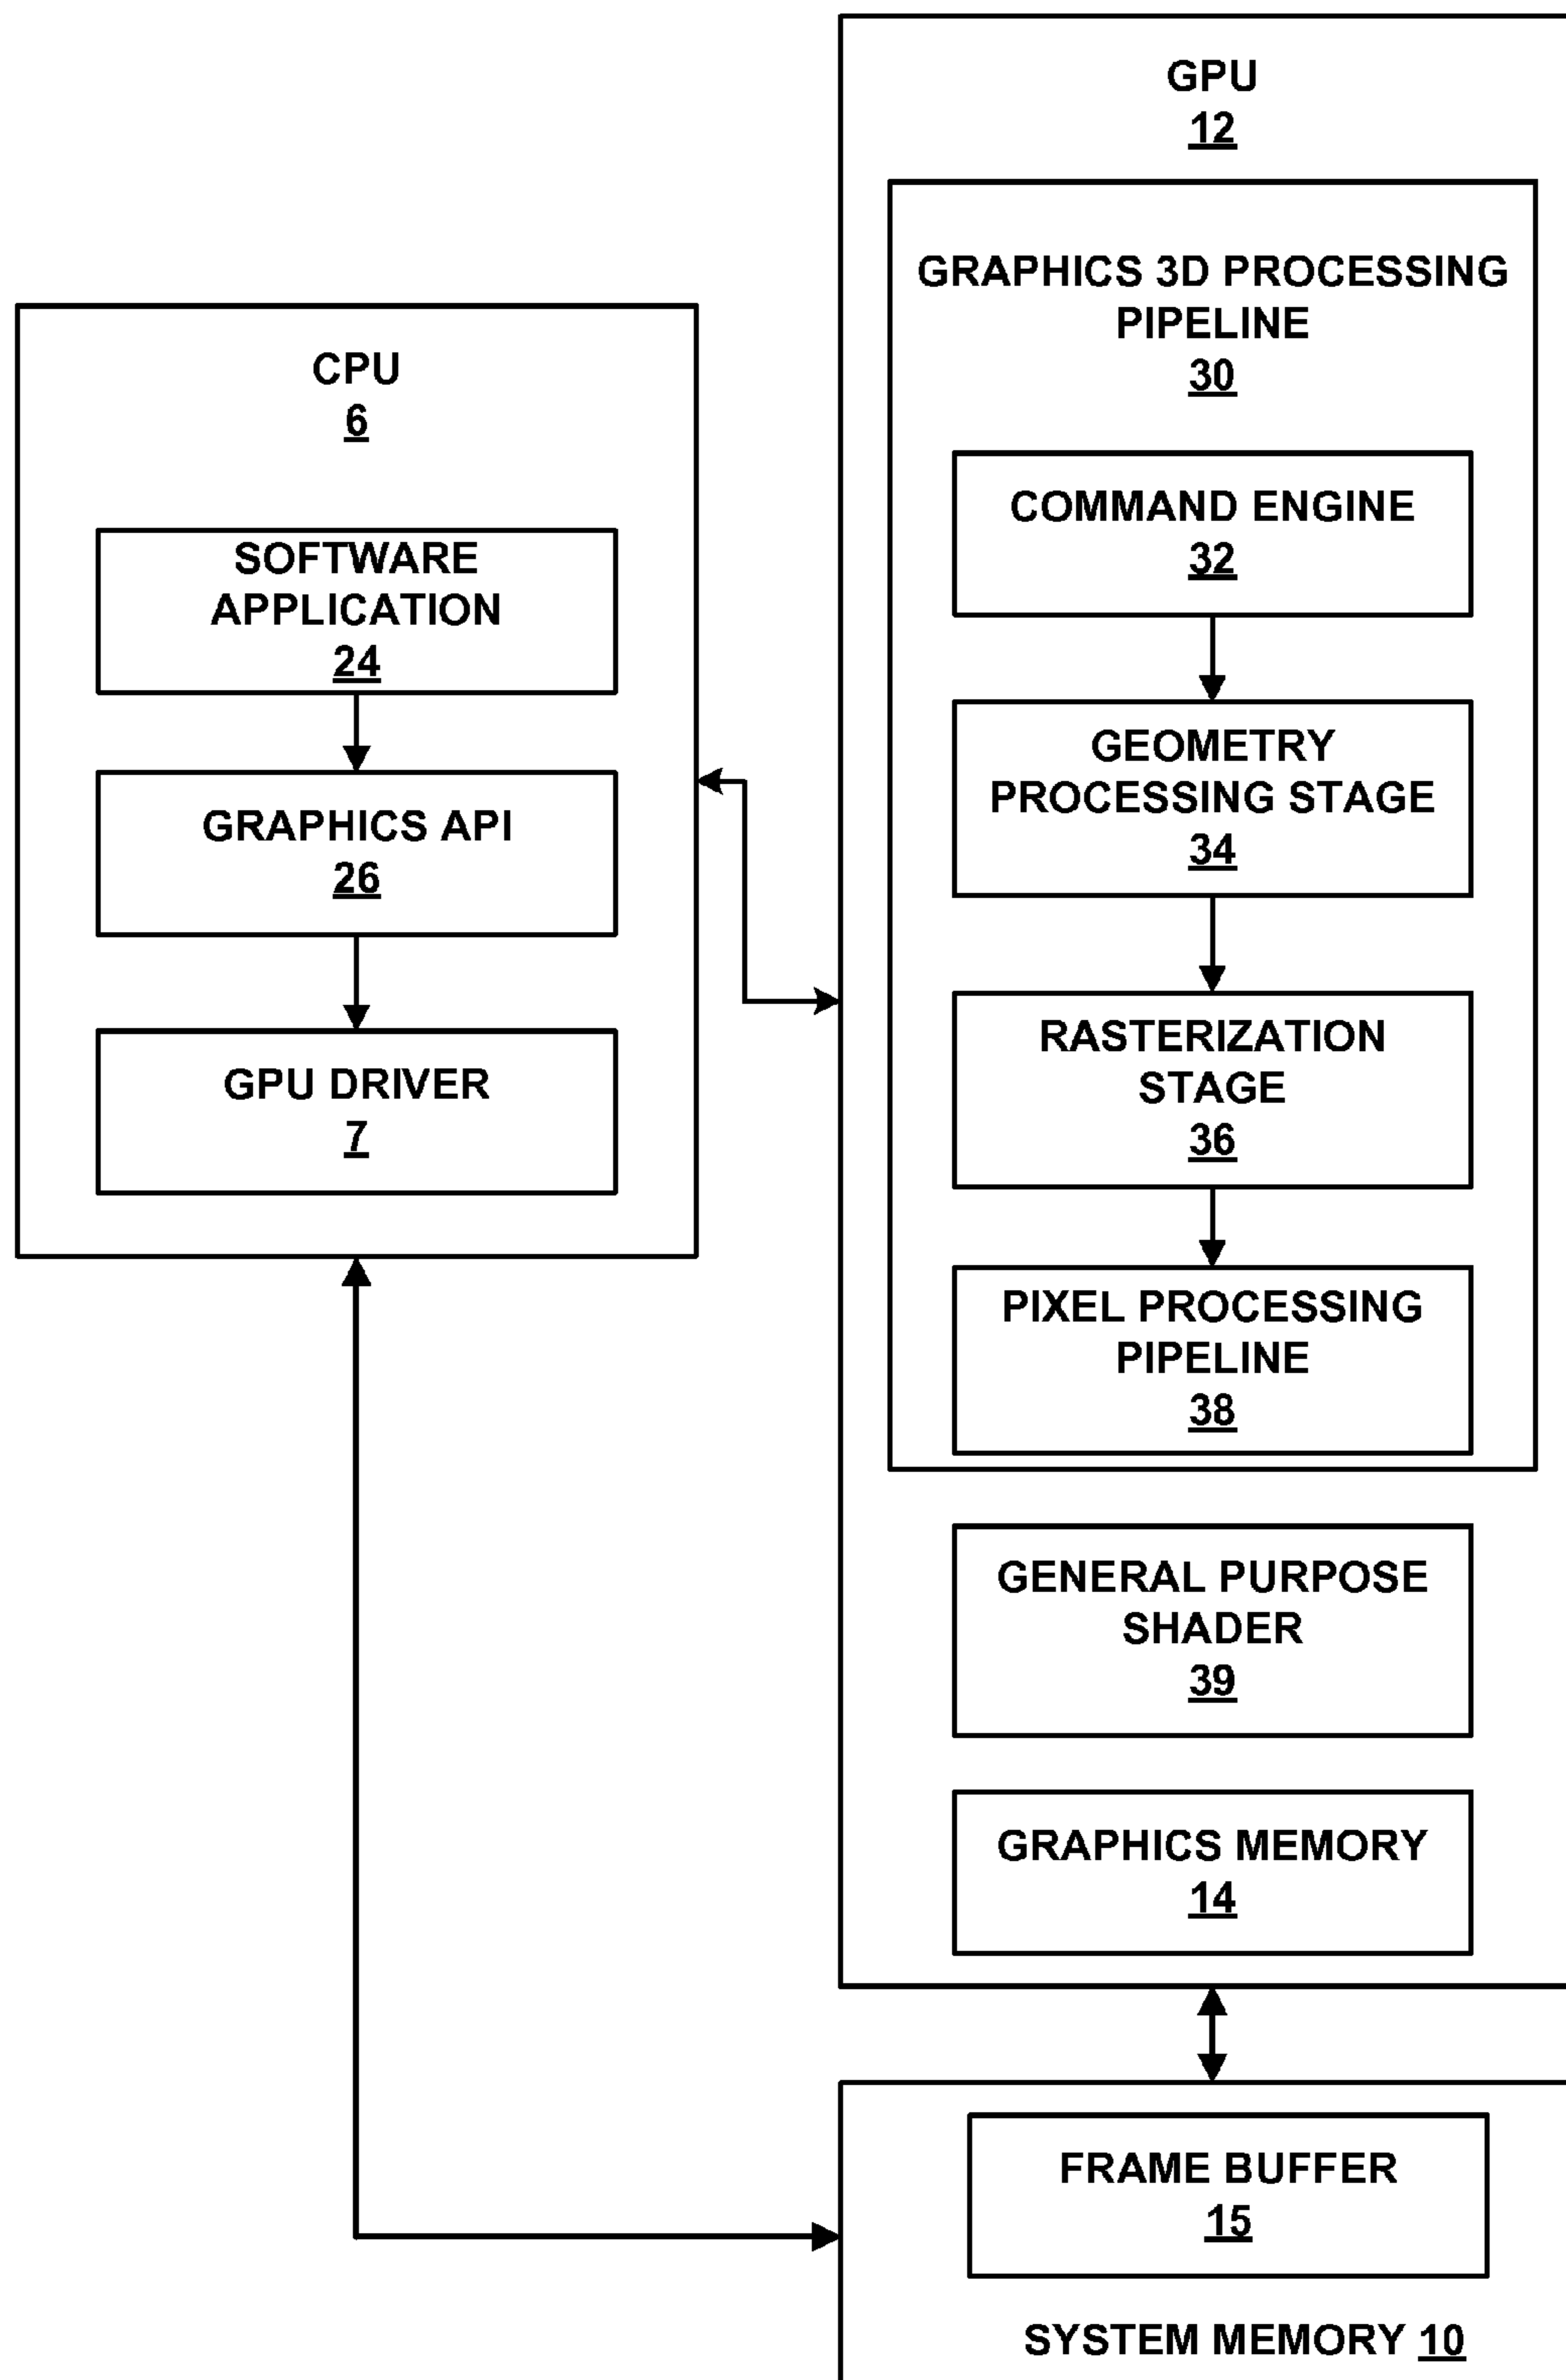 CPU
6
SOFTWARE
APPLICATION
24
GRAPHICS API
26
GPU DRIVER
7
GPU
12
GRAPHICS 3D PROCESSING
PIPELINE
30
COMMAND ENGINE
32
GEOMETRY
PROCESSING STAGE
34
RASTERIZATION
STAGE
36
PIXEL PROCESSING
PIPELINE
38
GENERAL PURPOSE
SHADER
39
GRAPHICS MEMORY
14
FRAME BUFFER
15
SYSTEM MEMORY 10